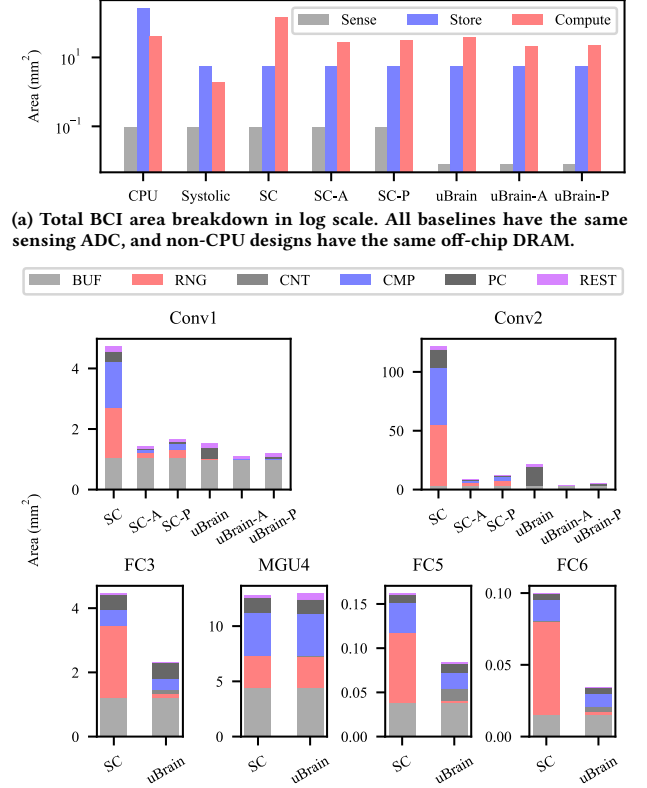 Sense Store Compute
Area (mm²)
10¹
10⁻¹
CPU Systolic SC SC-A SC-P uBrain uBrain-A uBrain-P
(a) Total BCI area breakdown in log scale. All baselines have the same
sensing ADC, and non-CPU designs have the same off-chip DRAM.
BUF RNG CNT CMP PC REST
Conv1 Conv2
4
2
0
100
50
0
SC SC-A SC-P uBrain uBrain-A uBrain-P
SC SC-A SC-P uBrain uBrain-A uBrain-P
Area (mm²)
FC3 MGU4 FC5 FC6
4
2
0
10
5
0
0.15
0.10
0.05
0.00
0.10
0.05
0.00
SC uBrain SC uBrain SC uBrain SC uBrain